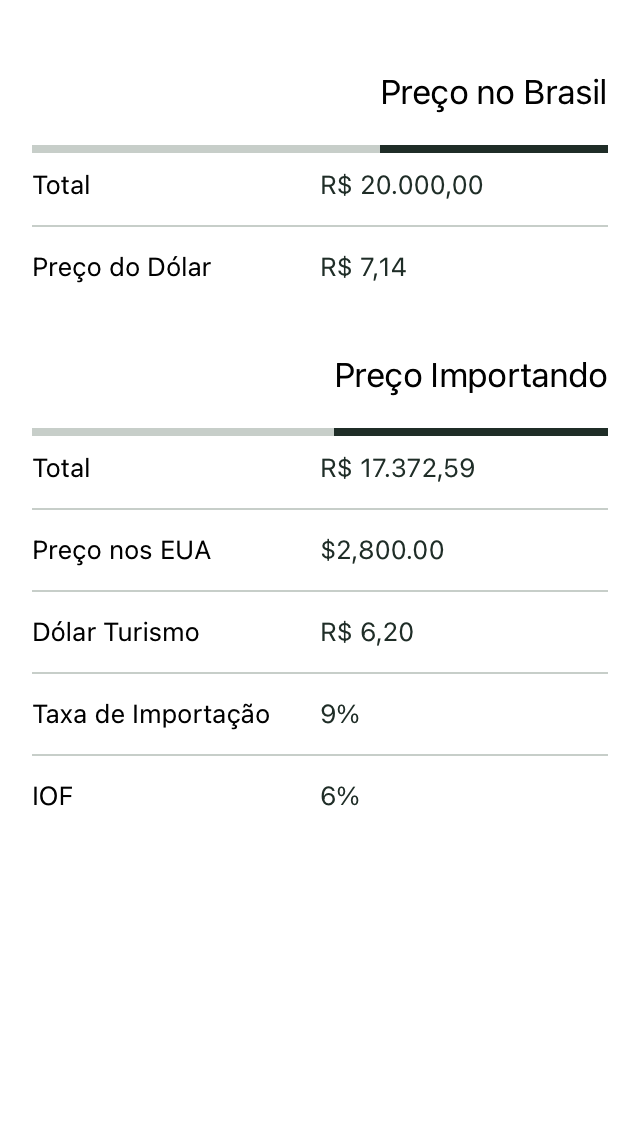 Preço no Brasil
Total R$ 20.000,00
Preço do Dólar R$ 7,14
Preço Importando
Total R$ 17.372,59
Preço nos EUA $2,800.00
Dólar Turismo R$ 6,20
Taxa de Importação 9%
IOF 6%